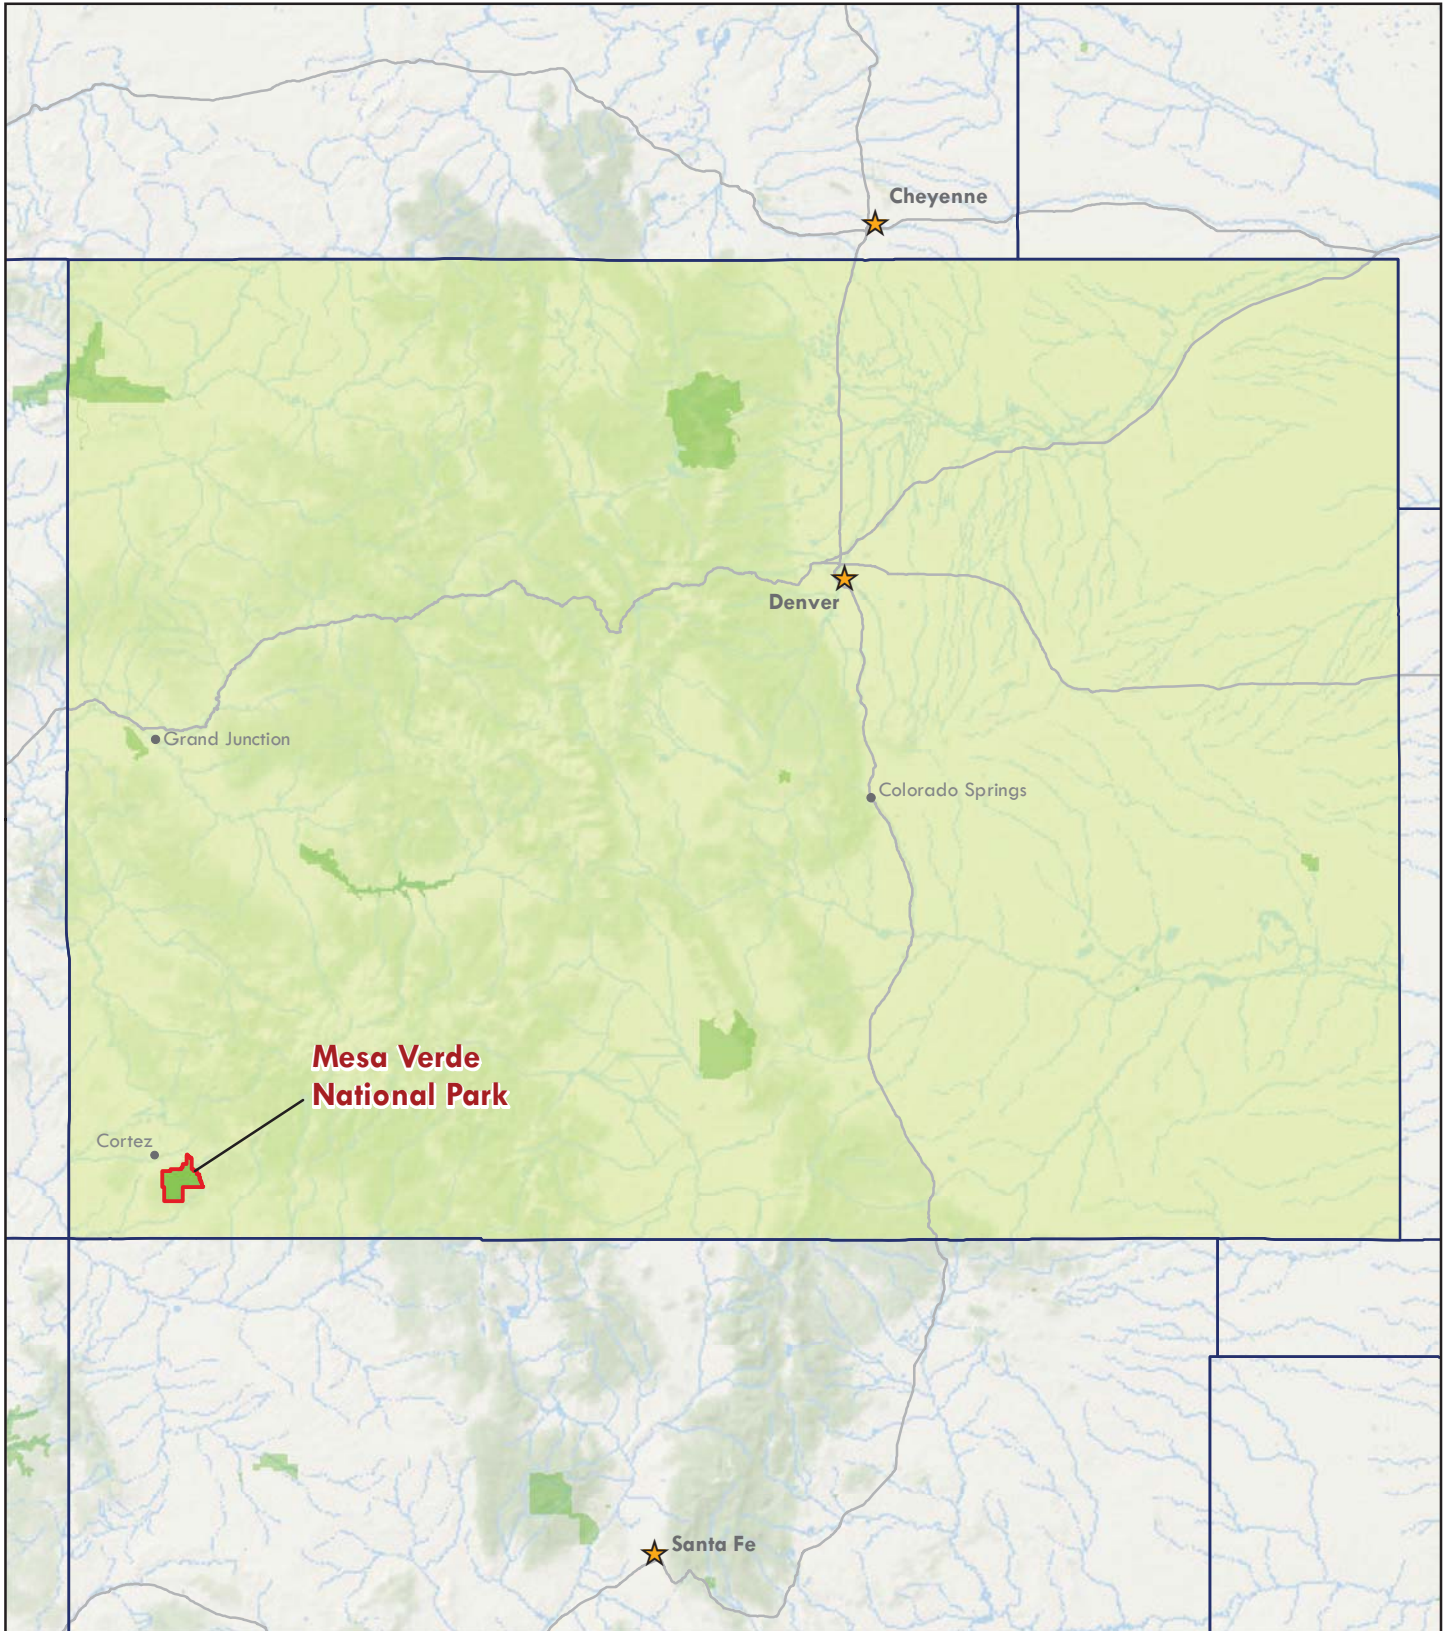 Cheyenne
Denver
Grand Junction
Colorado Springs
Mesa Verde
National Park
Cortez
Santa Fe